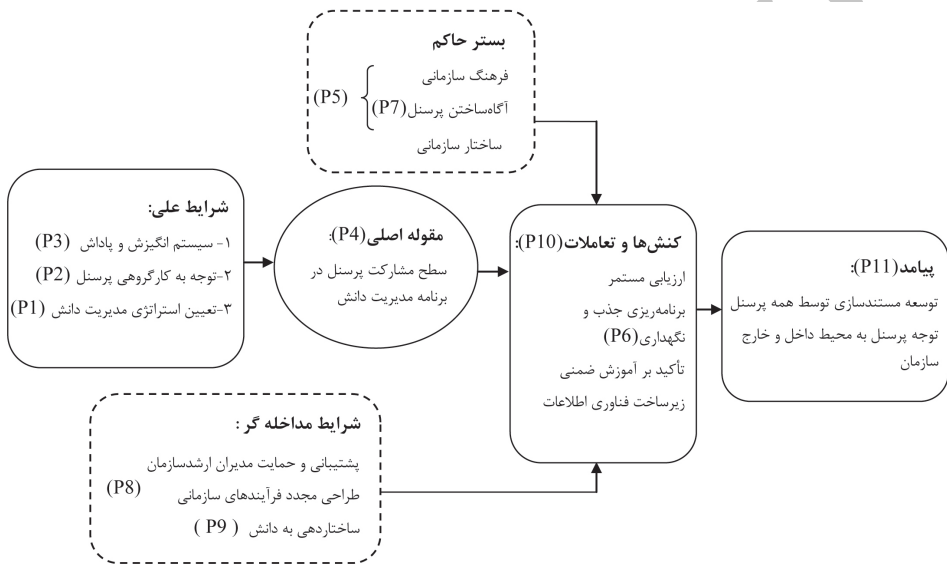 بستر حاکم
فرهنگ سازمانی
(P5)
آگاه‌ساختن پرسنل(P7)
ساختار سازمانی
شرایط علی:
۱- سیستم انگیزش و پاداش (P3)
۲-توجه به کارگروهی پرسنل (P2)
۳-تعیین استراتژی مدیریت دانش (P1)
مقوله اصلی(P4):
سطح مشارکت پرسنل در
برنامه مدیریت دانش
کنش‌ها و تعاملات(P10):
ارزیابی مستمر
برنامه‌ریزی جذب و
نگهداری(P6)
تأکید بر آموزش ضمنی
زیرساخت فناوری اطلاعات
پیامد(P11):
توسعه مستندسازی توسط همه پرسنل
توجه پرسنل به محیط داخل و خارج
سازمان
شرایط مداخله گر :
پشتیبانی و حمایت مدیران ارشدسازمان
طراحی مجدد فرآیندهای سازمانی (P8)
ساختاردهی به دانش ( P9 )